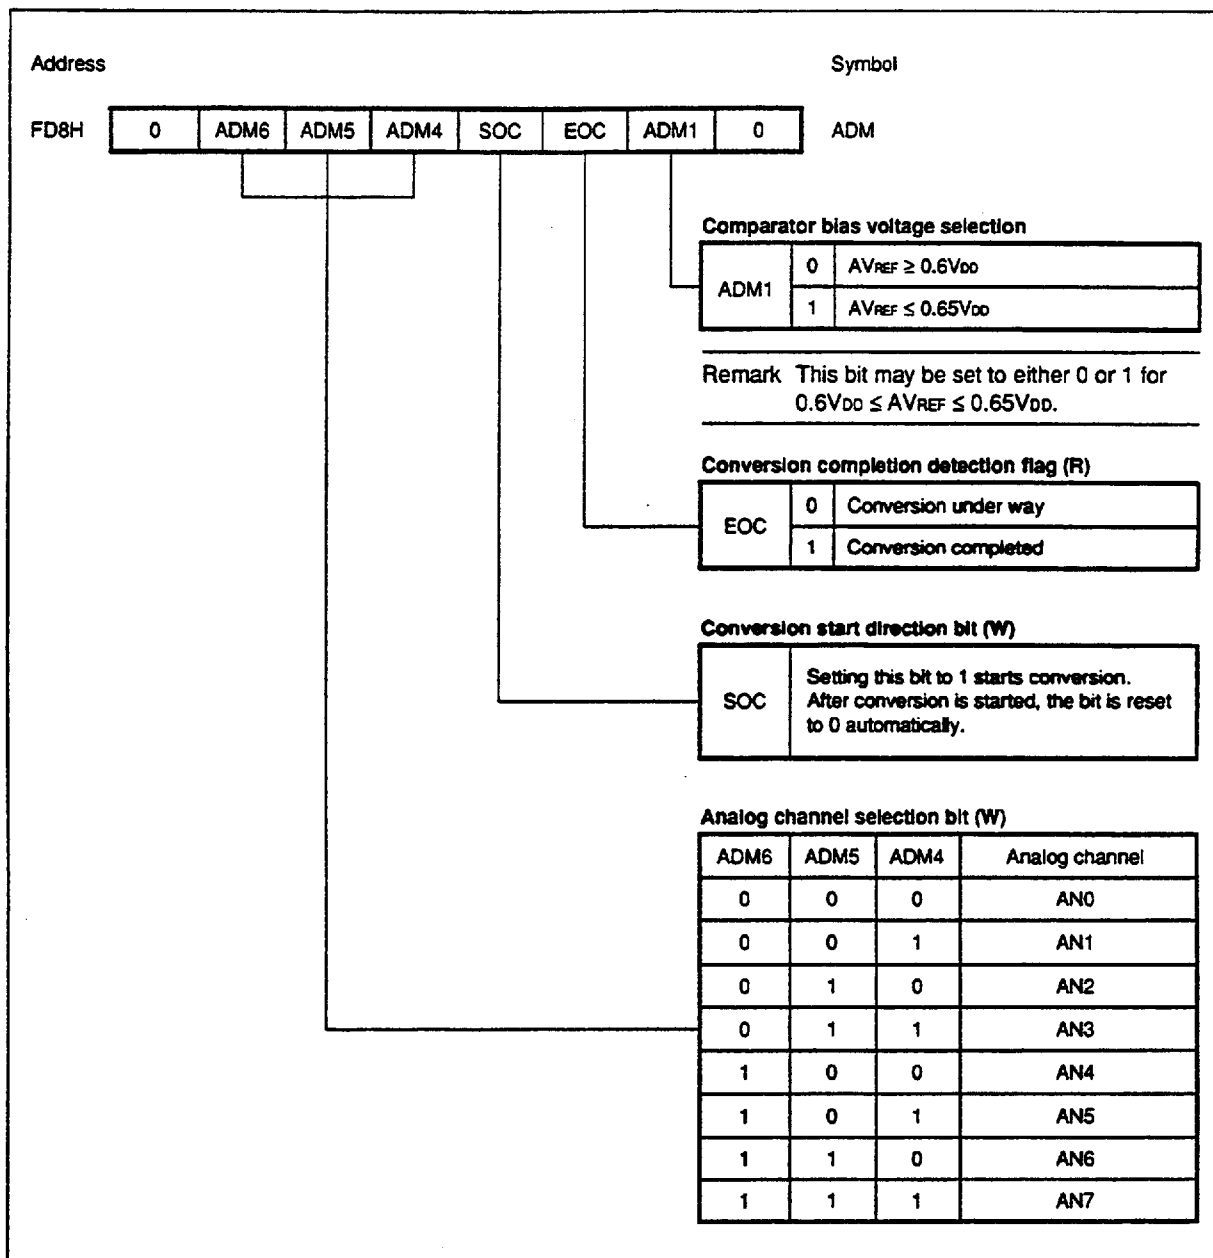 Address Symbol
FD8H 0 ADM6 ADM5 ADM4 SOC EOC ADM1 0 ADM
Comparator bias voltage selection
ADM1
0 AVREF ≥ 0.6VDD
1 AVREF ≤ 0.65VDD
Remark This bit may be set to either 0 or 1 for
0.6VDD ≤ AVREF ≤ 0.65VDD.
Conversion completion detection flag (R)
EOC
0 Conversion under way
1 Conversion completed
Conversion start direction bit (W)
SOC
Setting this bit to 1 starts conversion.
After conversion is started, the bit is reset
to 0 automatically.
Analog channel selection bit (W)
ADM6 ADM5 ADM4 Analog channel
0 0 0 AN0
0 0 1 AN1
0 1 0 AN2
0 1 1 AN3
1 0 0 AN4
1 0 1 AN5
1 1 0 AN6
1 1 1 AN7